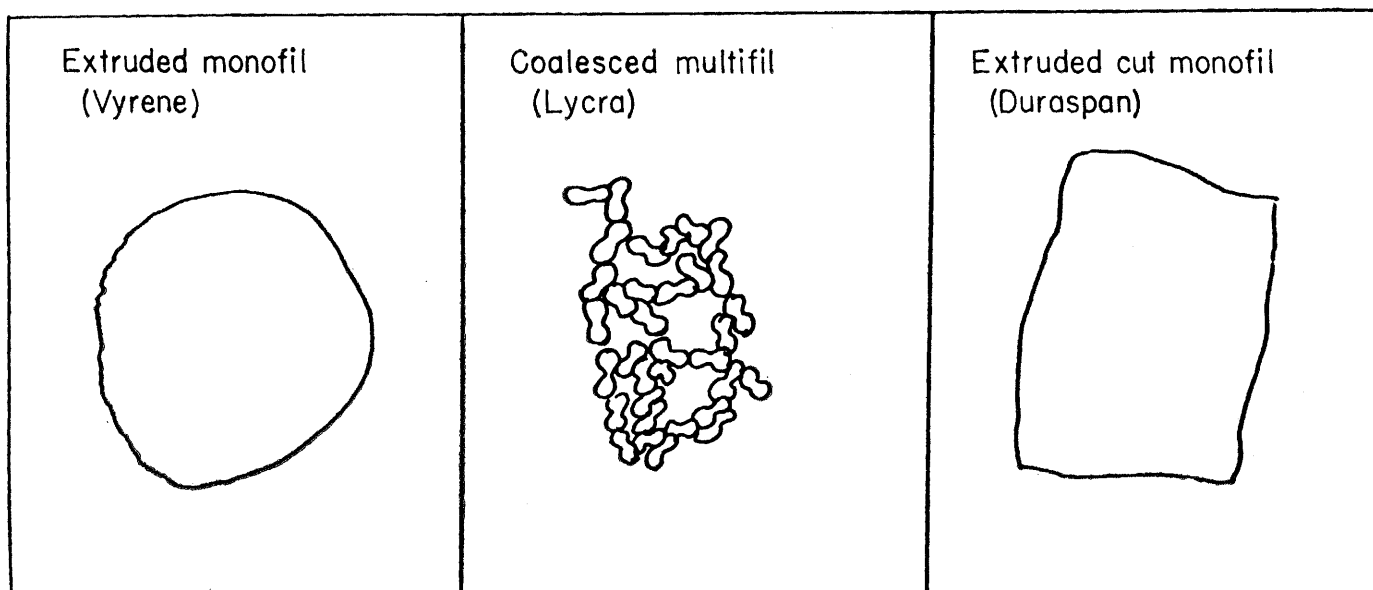 Extruded monofil
(Vyrene)
Coalesced multifil
(Lycra)
Extruded cut monofil
(Duraspan)